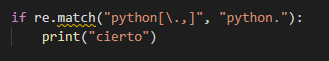 if re.match("python[\.,]", "python."):
    print("cierto")